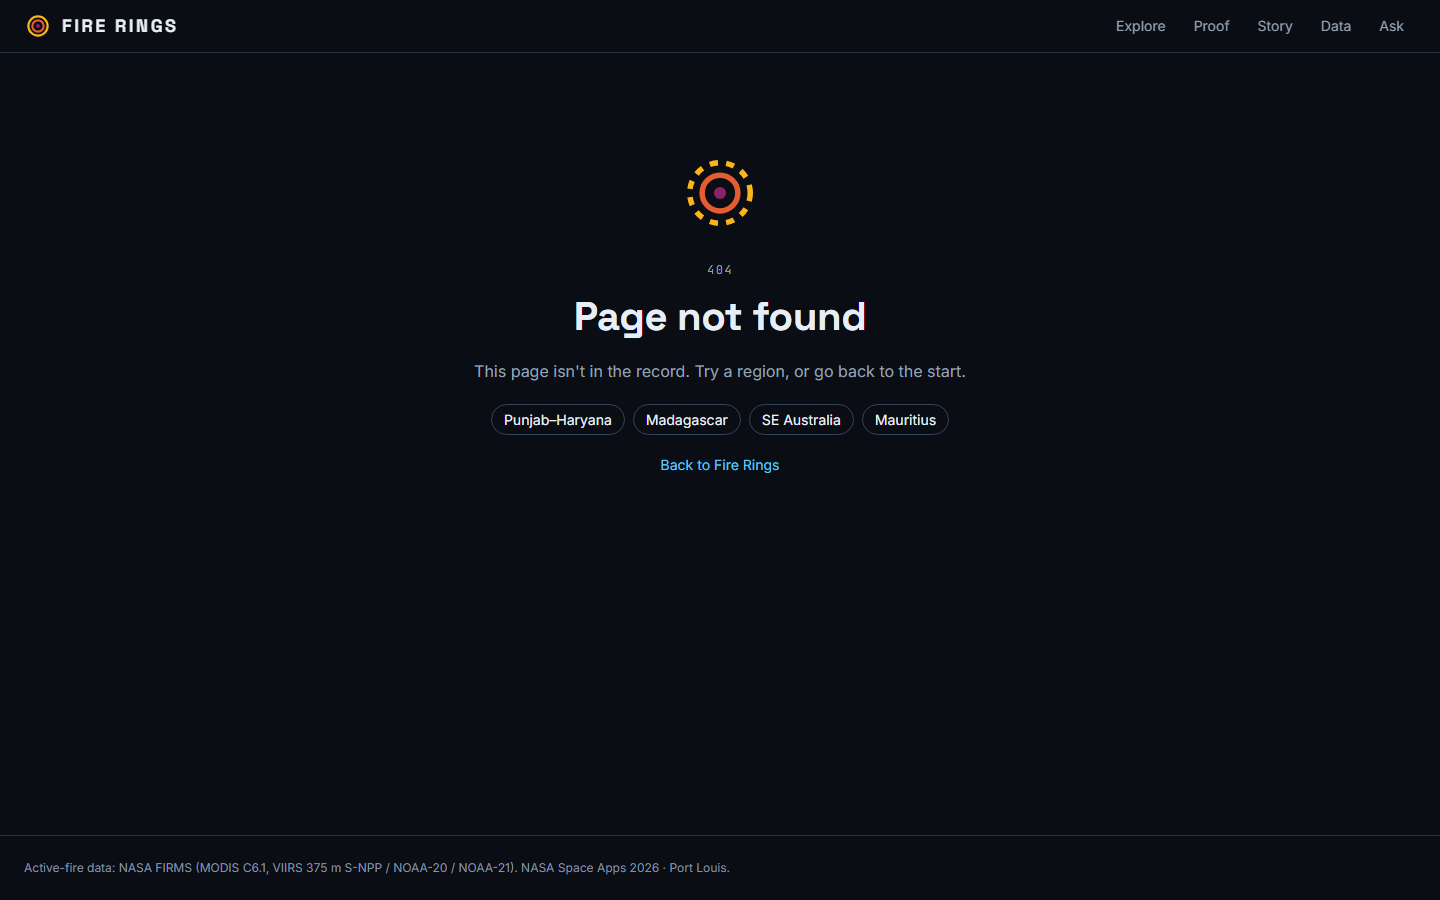 FIRE RINGS
Explore Proof Story Data Ask
404
Page not found
This page isn't in the record. Try a region, or go back to the start.
Punjab–Haryana Madagascar SE Australia Mauritius
Back to Fire Rings
Active-fire data: NASA FIRMS (MODIS C6.1, VIIRS 375 m S-NPP / NOAA-20 / NOAA-21). NASA Space Apps 2026 · Port Louis.